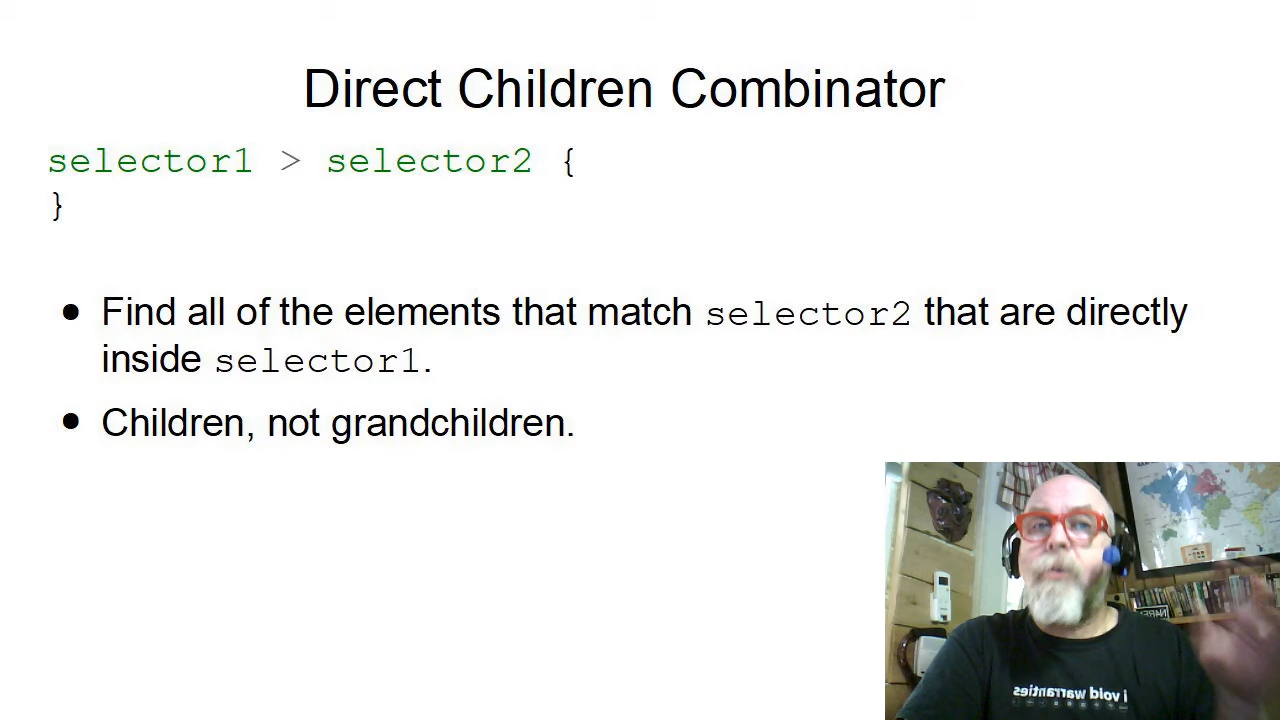 Direct Children Combinator
selector1 > selector2 {
}
● Find all of the elements that match selector2 that are directly
inside selector1.
● Children, not grandchildren.
i void warranties